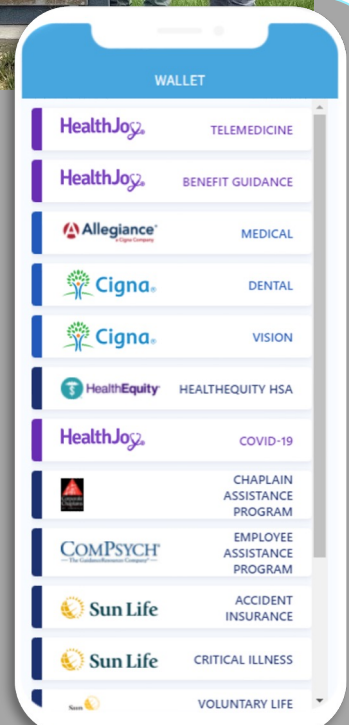 WALLET
HealthJoy TELEMEDICINE
HealthJoy BENEFIT GUIDANCE
Allegiance MEDICAL
a Cigna Company
Cigna DENTAL
Cigna VISION
HealthEquity HEALTHEQUITY HSA
HealthJoy COVID-19
CHAPLAIN
ASSISTANCE
PROGRAM
EMPLOYEE
COMPSYCH ASSISTANCE
The GuidanceResources Company
PROGRAM
ACCIDENT
Sun Life INSURANCE
Sun Life CRITICAL ILLNESS
Sun VOLUNTARY LIFE